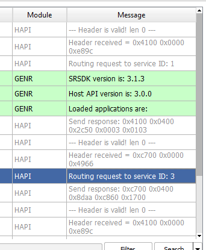 Module Message
HAPI --- Header is valid! len 0 ---
HAPI Header received = 0x4100 0x0000
0xe89c
HAPI Routing request to service ID: 1
GENR SRSDK version is: 3.1.3
GENR Host API version is: 3.0.0
GENR Loaded applications are:
HAPI Send response: 0x4100 0x0400
0x2c50 0x0003 0x0103
HAPI --- Header is valid! len 0 ---
HAPI Header received = 0xc700 0x0000
0x4966
HAPI Routing request to service ID: 3
HAPI Send response: 0xc700 0x0400
0x8daa 0xc860 0x1700
HAPI --- Header is valid! len 0 ---
HAPI Header received = 0x4100 0x0000
0xe89c
Filter Search